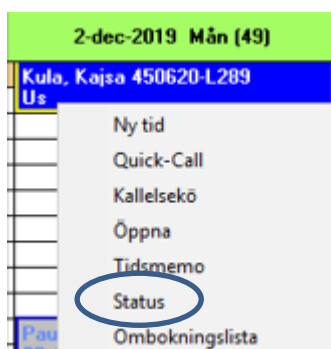 2-dec-2019 Mån (49)
Kula, Kajsa 450620-L289
Us
Ny tid
Quick-Call
Kallelsekö
Öppna
Tidsmemo
Status
Pau
Ombokningslista